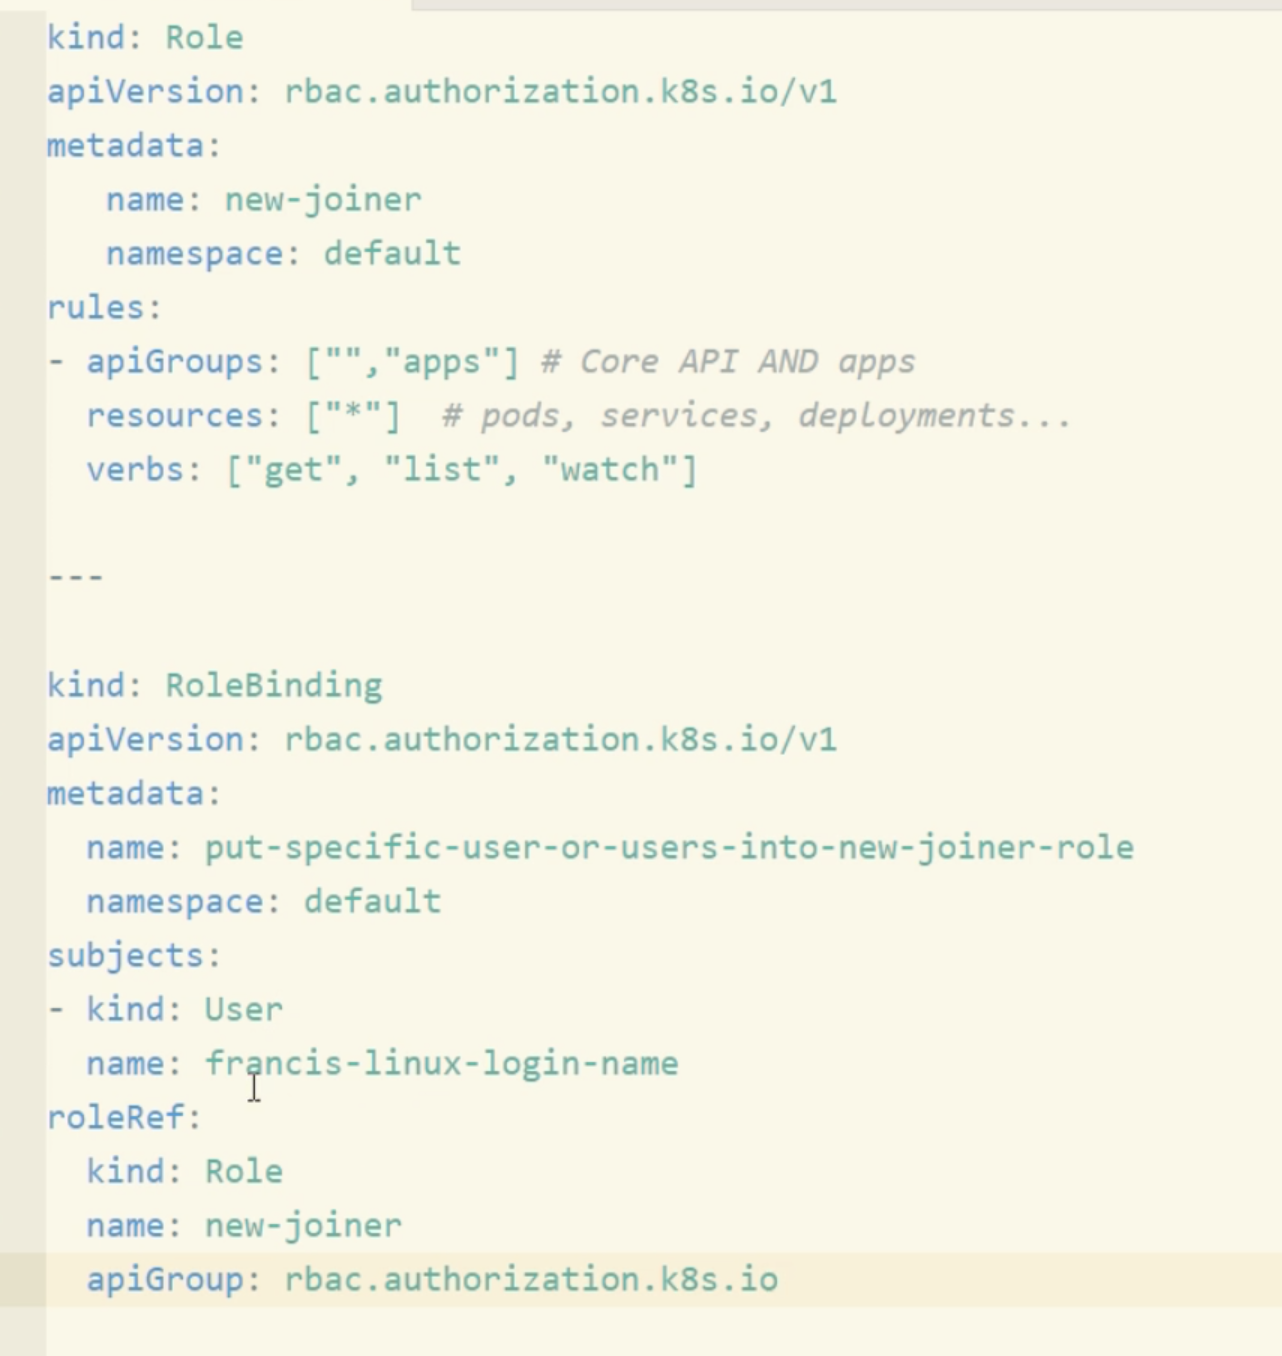 kind: Role
apiVersion: rbac.authorization.k8s.io/v1
metadata:
   name: new-joiner
   namespace: default
rules:
- apiGroups: ["","apps"] # Core API AND apps
  resources: ["*"]  # pods, services, deployments...
  verbs: ["get", "list", "watch"]

---

kind: RoleBinding
apiVersion: rbac.authorization.k8s.io/v1
metadata:
  name: put-specific-user-or-users-into-new-joiner-role
  namespace: default
subjects:
- kind: User
  name: francis-linux-login-name
roleRef:
  kind: Role
  name: new-joiner
  apiGroup: rbac.authorization.k8s.io